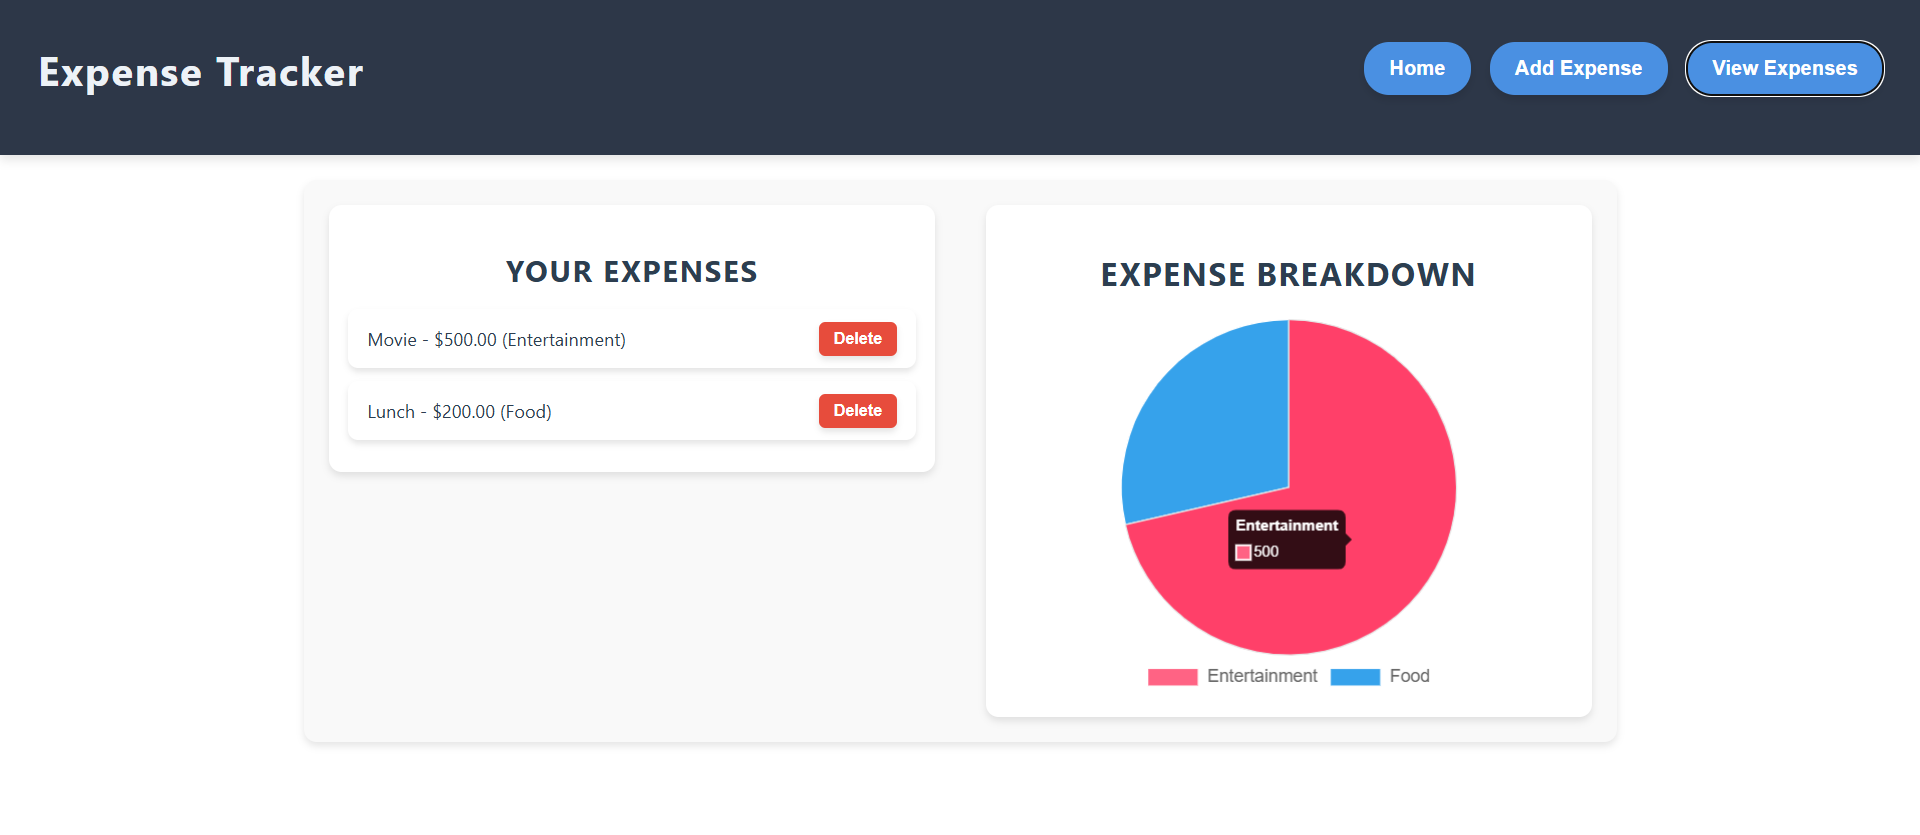 Expense Tracker
Home
Add Expense
View Expenses
YOUR EXPENSES
Movie - $500.00 (Entertainment)
Delete
Lunch - $200.00 (Food)
Delete
EXPENSE BREAKDOWN
Entertainment
500
Entertainment
Food